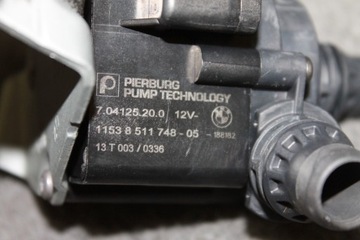 PIERBURG
PUMP TECHNOLOGY
7.04125.20.0 12V⎓
1153 8 511 748 - 05
13 T 003 / 0336